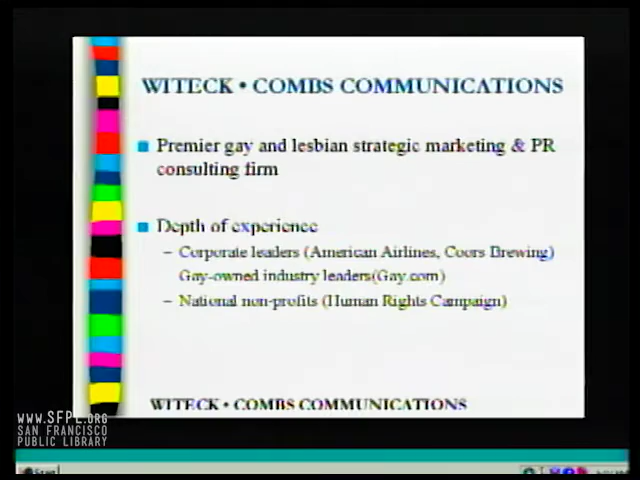 WITECK • COMBS COMMUNICATIONS
Premier gay and lesbian strategic marketing & PR
consulting firm
Depth of experience
– Corporate leaders (American Airlines, Coors Brewing)
Gay-owned industry leaders(Gay.com)
– National non-profits (Human Rights Campaign)
WITECK • COMBS COMMUNICATIONS
WWW.SFPL.ORG
SAN FRANCISCO
PUBLIC LIBRARY
Start